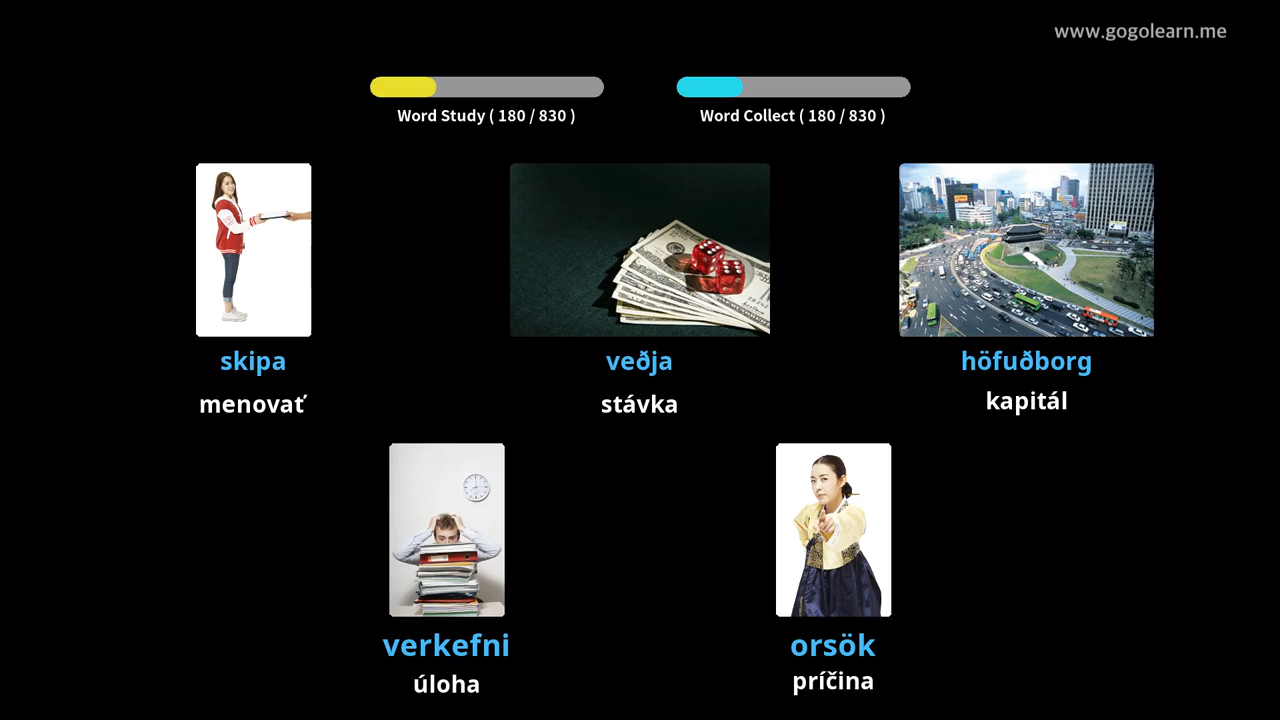 www.gogolearn.me
Word Study ( 180 / 830 )
Word Collect ( 180 / 830 )
skipa
menovať
veðja
stávka
höfuðborg
kapitál
verkefni
úloha
orsök
príčina